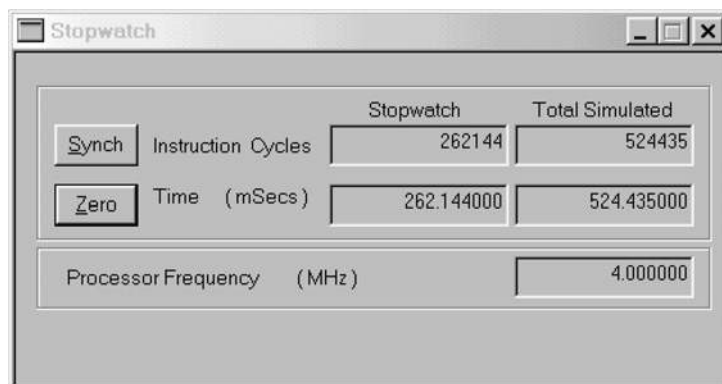 Stopwatch
Stopwatch Total Simulated
Synch Instruction Cycles 262144 524435
Zero Time (mSecs) 262.144000 524.435000
Processor Frequency (MHz) 4.000000